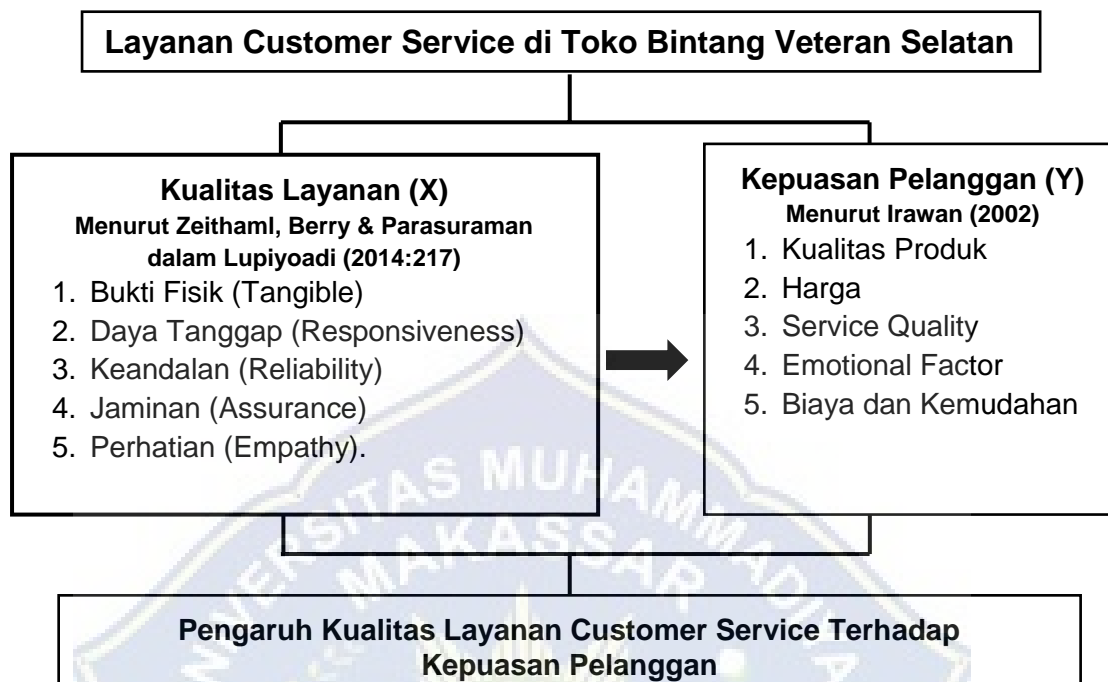 Layanan Customer Service di Toko Bintang Veteran Selatan
Kualitas Layanan (X)
Menurut Zeithaml, Berry & Parasuraman
dalam Lupiyoadi (2014:217)
1. Bukti Fisik (Tangible)
2. Daya Tanggap (Responsiveness)
3. Keandalan (Reliability)
4. Jaminan (Assurance)
5. Perhatian (Empathy).
Kepuasan Pelanggan (Y)
Menurut Irawan (2002)
1. Kualitas Produk
2. Harga
3. Service Quality
4. Emotional Factor
5. Biaya dan Kemudahan
UNIVERSITAS MUHAMMADIYAH
MAKASSAR
Pengaruh Kualitas Layanan Customer Service Terhadap
Kepuasan Pelanggan